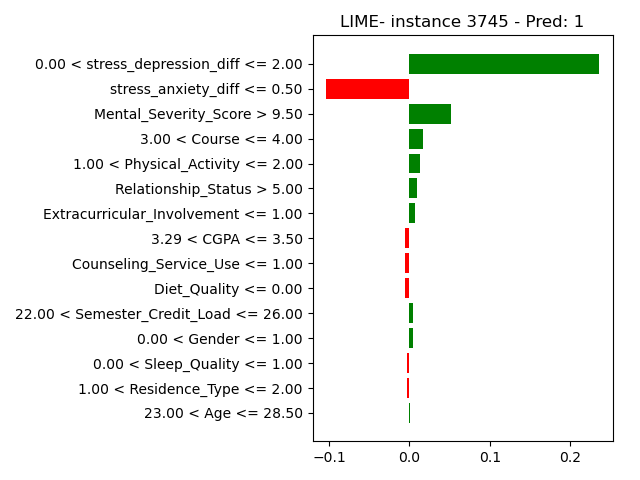 LIME- instance 3745 - Pred: 1
0.00 < stress_depression_diff <= 2.00
stress_anxiety_diff <= 0.50
Mental_Severity_Score > 9.50
3.00 < Course <= 4.00
1.00 < Physical_Activity <= 2.00
Relationship_Status > 5.00
Extracurricular_Involvement <= 1.00
3.29 < CGPA <= 3.50
Counseling_Service_Use <= 1.00
Diet_Quality <= 0.00
22.00 < Semester_Credit_Load <= 26.00
0.00 < Gender <= 1.00
0.00 < Sleep_Quality <= 1.00
1.00 < Residence_Type <= 2.00
23.00 < Age <= 28.50
−0.1 0.0 0.1 0.2